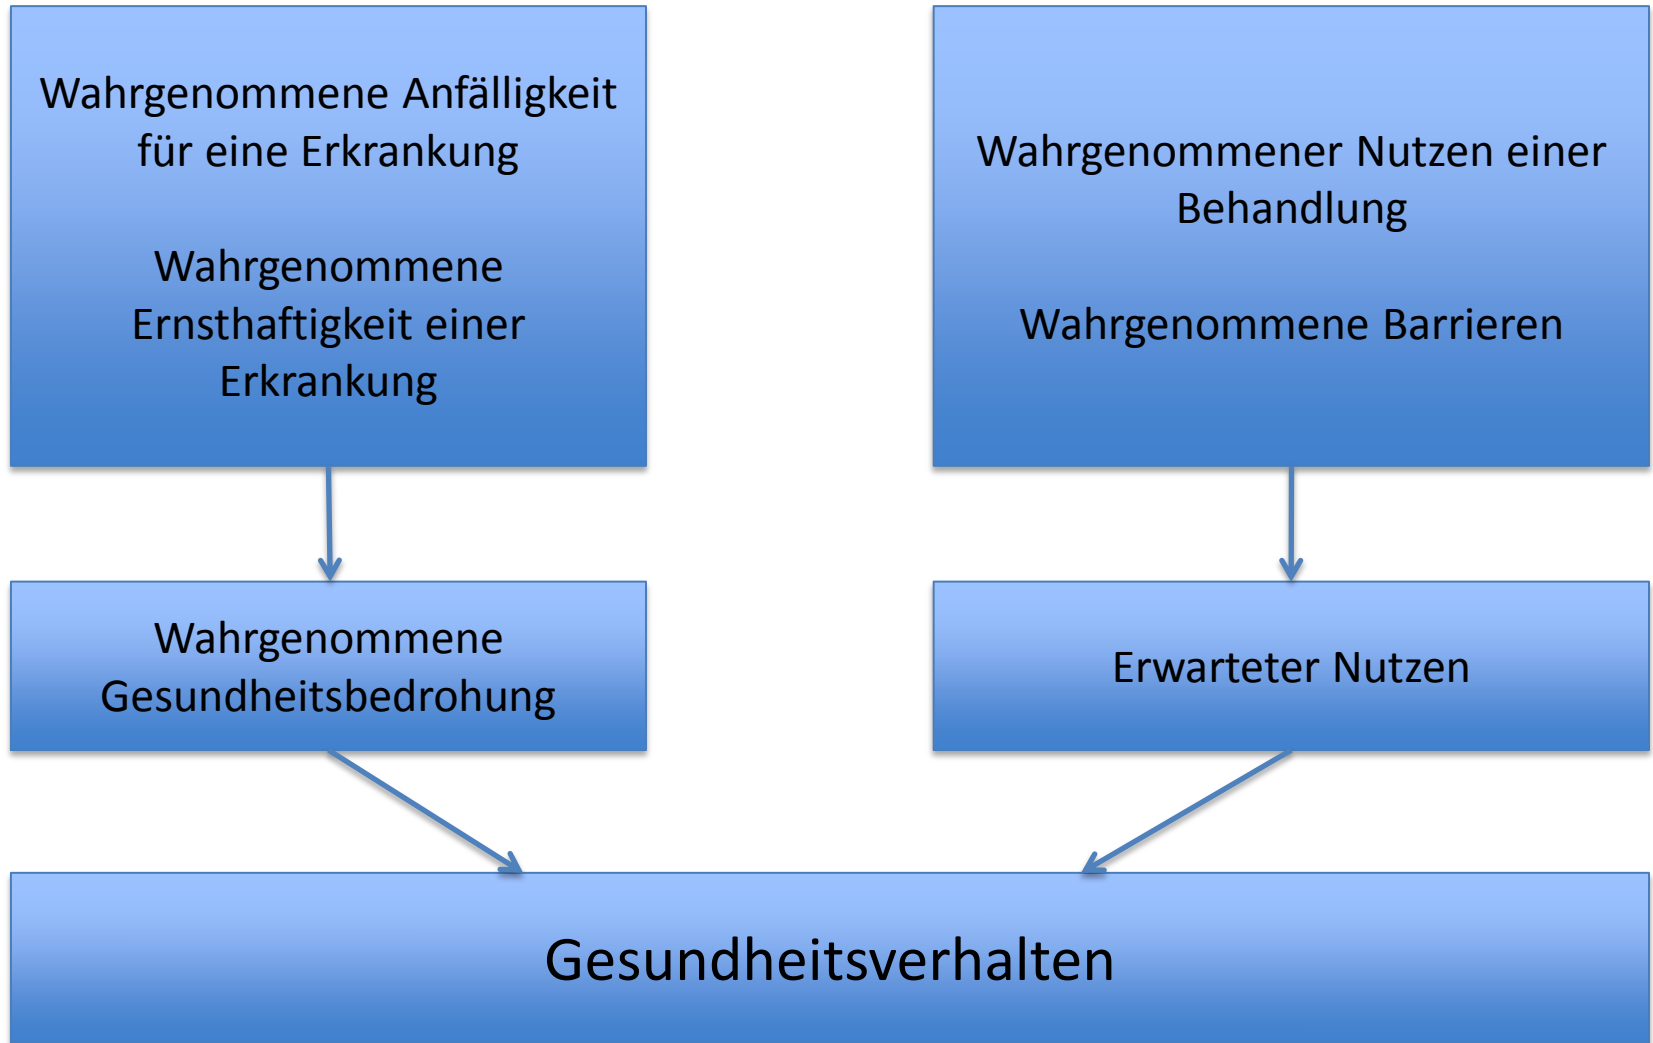 Wahrgenommene Anfälligkeit
für eine Erkrankung
Wahrgenommene
Ernsthaftigkeit einer
Erkrankung
Wahrgenommener Nutzen einer
Behandlung
Wahrgenommene Barrieren
Wahrgenommene
Gesundheitsbedrohung
Erwarteter Nutzen
Gesundheitsverhalten